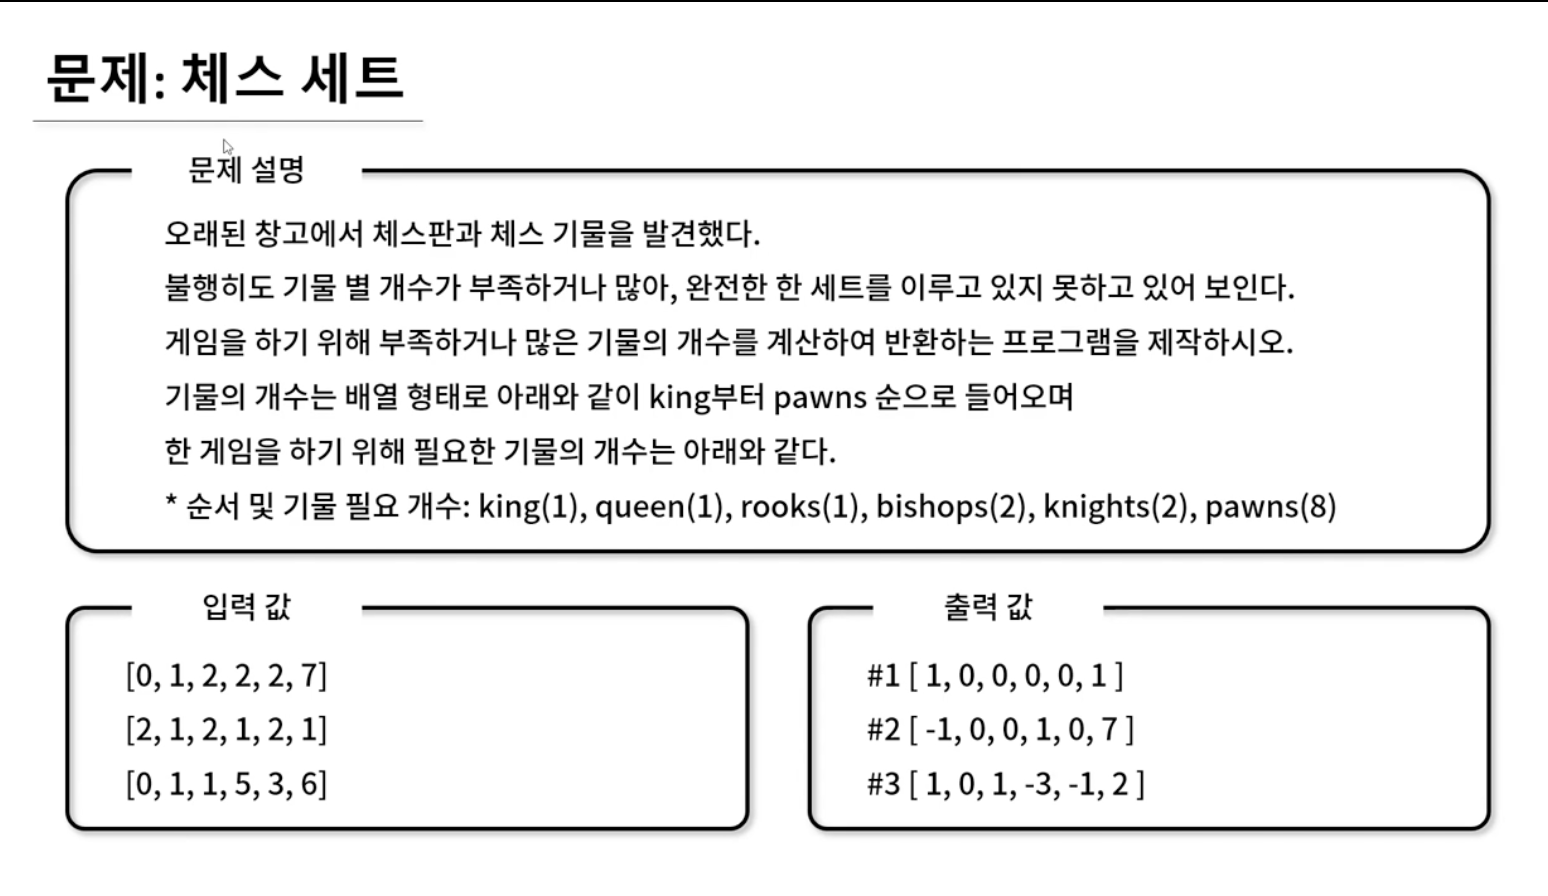 문제: 체스 세트
문제 설명
오래된 창고에서 체스판과 체스 기물을 발견했다.
불행히도 기물 별 개수가 부족하거나 많아, 완전한 한 세트를 이루고 있지 못하고 있어 보인다.
게임을 하기 위해 부족하거나 많은 기물의 개수를 계산하여 반환하는 프로그램을 제작하시오.
기물의 개수는 배열 형태로 아래와 같이 king부터 pawns 순으로 들어오며
한 게임을 하기 위해 필요한 기물의 개수는 아래와 같다.
* 순서 및 기물 필요 개수: king(1), queen(1), rooks(1), bishops(2), knights(2), pawns(8)
입력 값
[0, 1, 2, 2, 2, 7]
[2, 1, 2, 1, 2, 1]
[0, 1, 1, 5, 3, 6]
출력 값
#1 [ 1, 0, 0, 0, 0, 1 ]
#2 [ -1, 0, 0, 1, 0, 7 ]
#3 [ 1, 0, 1, -3, -1, 2 ]